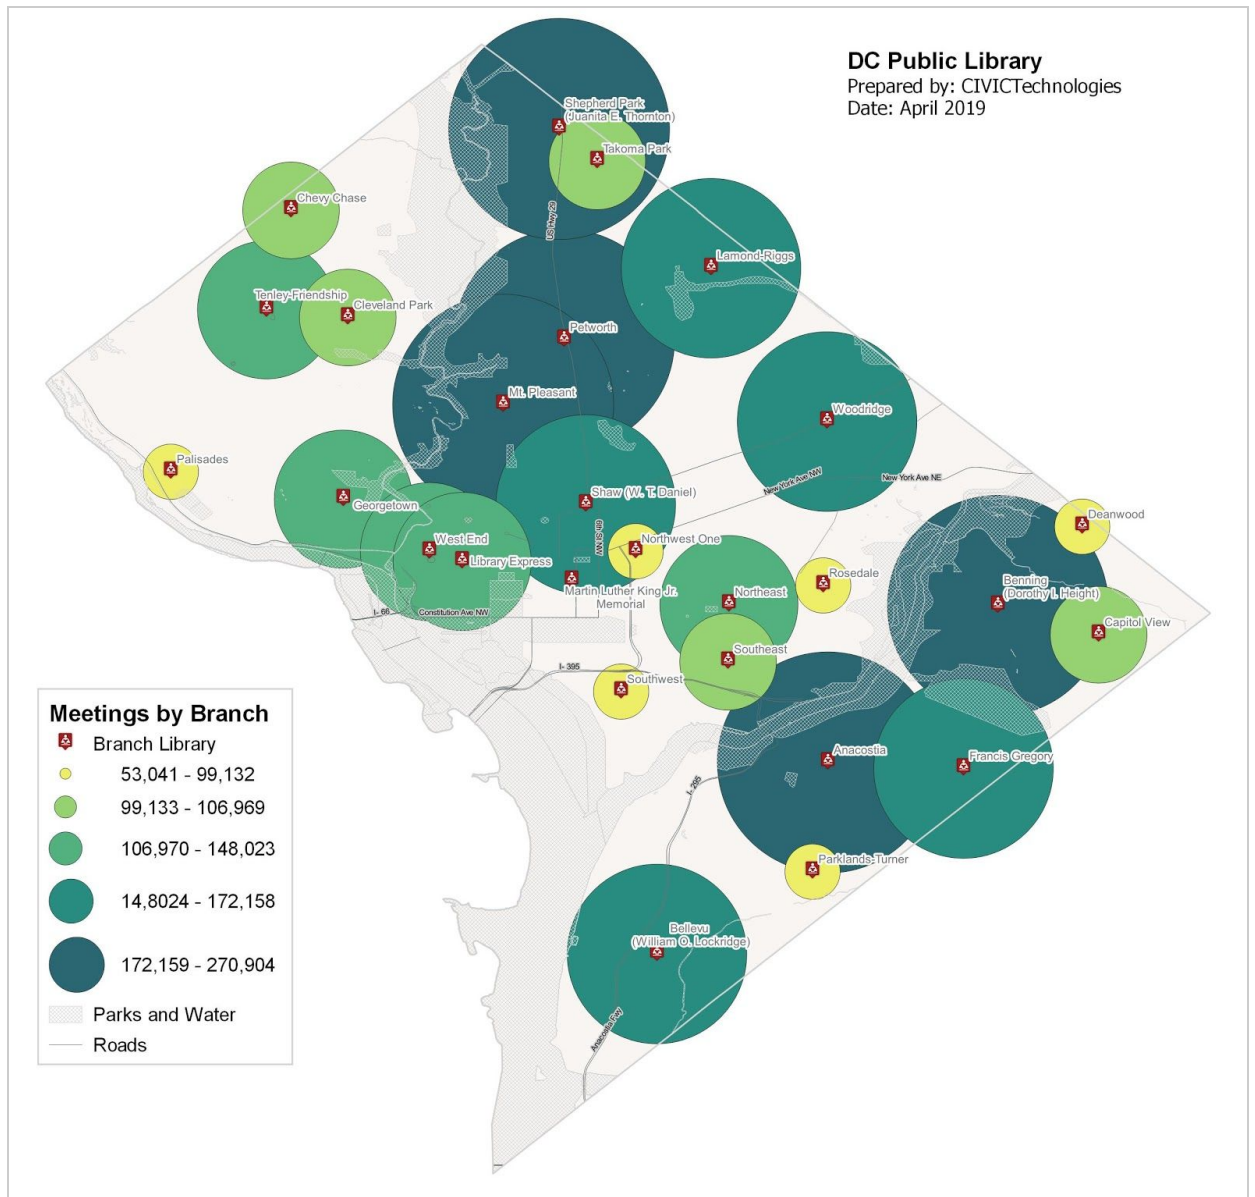 DC Public Library
Prepared by: CIVICTechnologies
Date: April 2019
Shepherd Park
(Juanita E. Thornton)
Takoma Park
Chevy Chase
US Hwy 29
Lamond-Riggs
Tenley-Friendship
Cleveland Park
Petworth
Mt. Pleasant
Woodridge
Palisades
New York Ave NW
New York Ave NE
Georgetown
Shaw (W. T. Daniel)
Deanwood
6th St NW
West End
Northwest One
Library Express
Rosedale
Benning
(Dorothy I. Height)
Martin Luther King Jr.
Memorial
Northeast
I- 66
Constitution Ave NW
Capitol View
Southeast
I- 395
Southwest
Anacostia
Francis Gregory
I- 295
Parklands-Turner
Bellevu
(William O. Lockridge)
Anacostia Fwy
Meetings by Branch
Branch Library
53,041 - 99,132
99,133 - 106,969
106,970 - 148,023
14,8024 - 172,158
172,159 - 270,904
Parks and Water
Roads